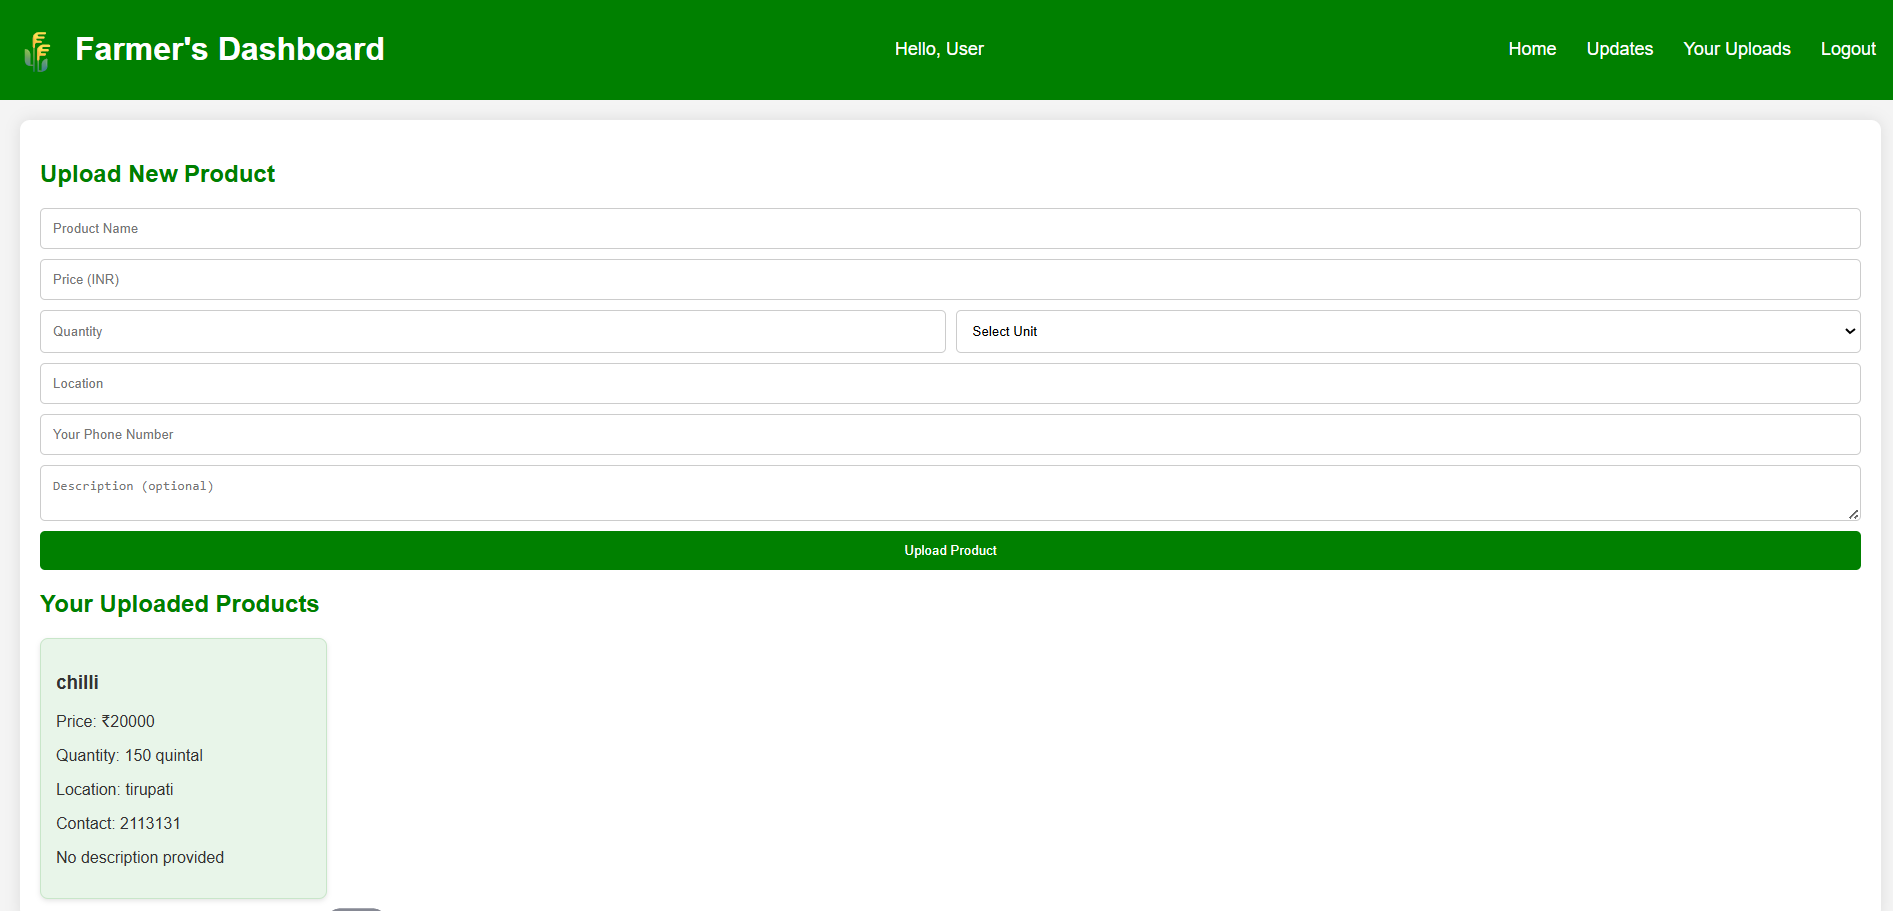 Farmer's Dashboard
Hello, User
Home
Updates
Your Uploads
Logout
Upload New Product
Product Name
Price (INR)
Quantity
Select Unit
Location
Your Phone Number
Description (optional)
Upload Product
Your Uploaded Products
chilli
Price: ₹20000
Quantity: 150 quintal
Location: tirupati
Contact: 2113131
No description provided